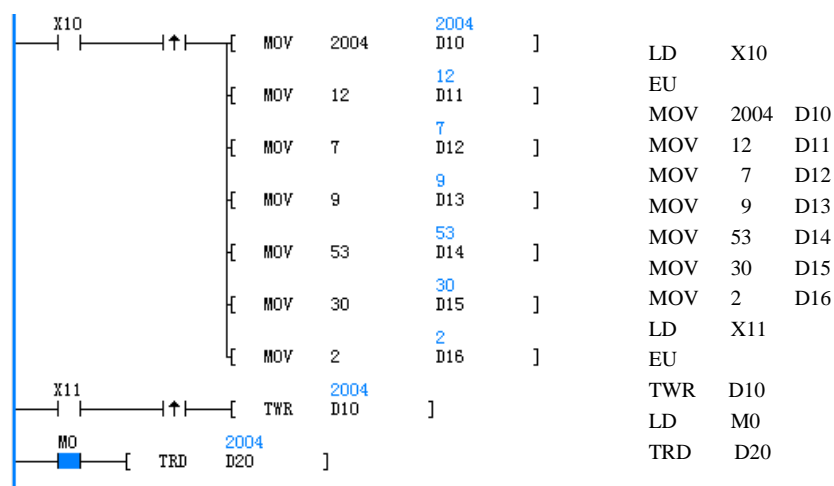 X10
2004
[ MOV 2004 D10 ]
12
[ MOV 12 D11 ]
7
[ MOV 7 D12 ]
9
[ MOV 9 D13 ]
53
[ MOV 53 D14 ]
30
[ MOV 30 D15 ]
2
[ MOV 2 D16 ]
X11
2004
[ TWR D10 ]
M0
2004
[ TRD D20 ]
LD X10
EU
MOV 2004 D10
MOV 12 D11
MOV 7 D12
MOV 9 D13
MOV 53 D14
MOV 30 D15
MOV 2 D16
LD X11
EU
TWR D10
LD M0
TRD D20